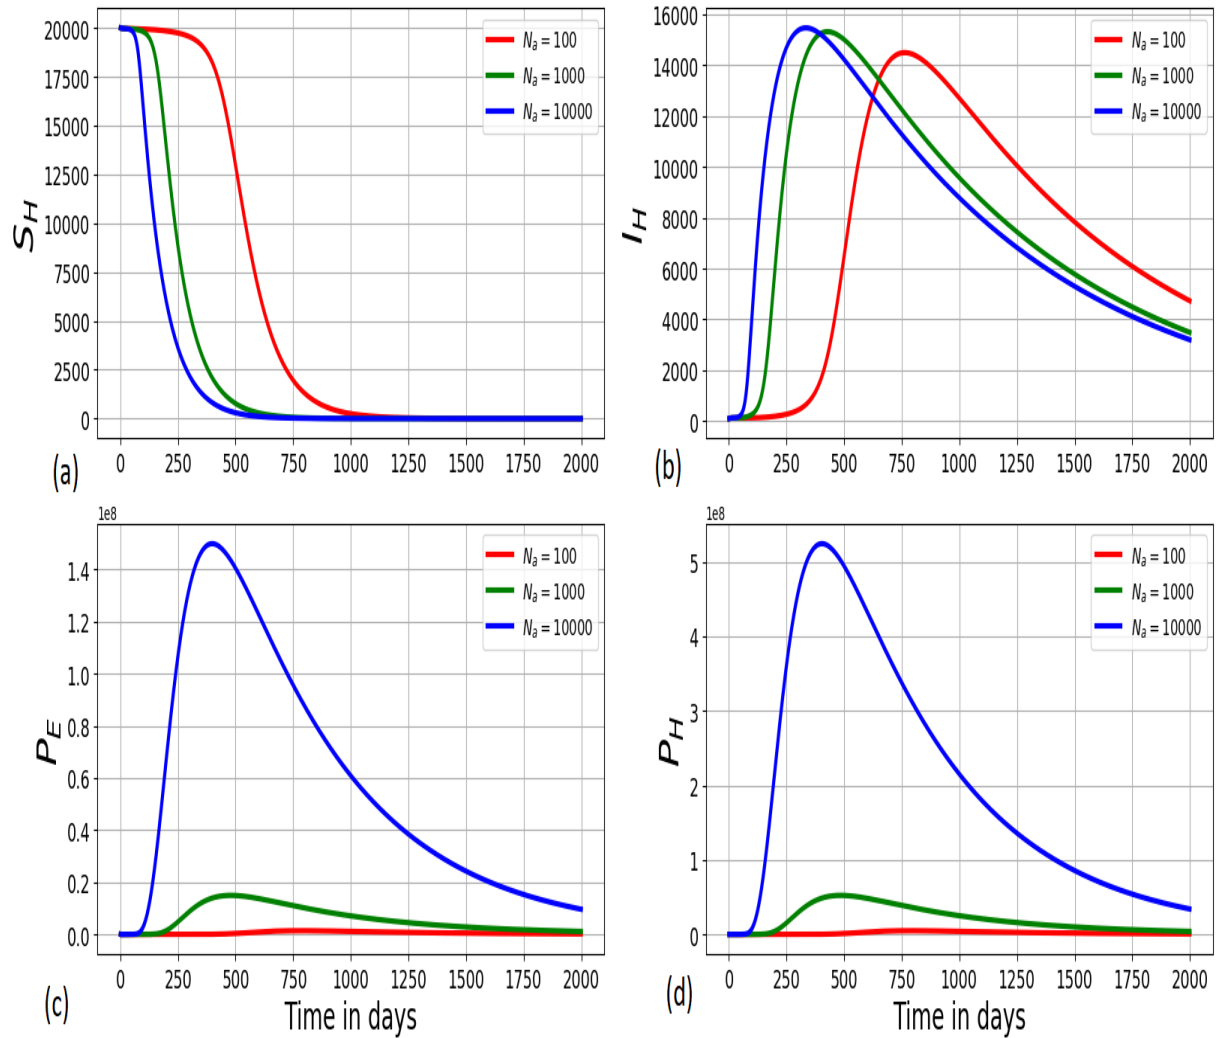 20000
17500
15000
12500
10000
7500
5000
2500
0
S_H
N_a = 100
N_a = 1000
N_a = 10000
0 250 500 750 1000 1250 1500 1750 2000
(a)
16000
14000
12000
10000
8000
6000
4000
2000
0
I_H
N_a = 100
N_a = 1000
N_a = 10000
0 250 500 750 1000 1250 1500 1750 2000
(b)
1e8
1.4
1.2
1.0
0.8
0.6
0.4
0.2
0.0
P_E
N_a = 100
N_a = 1000
N_a = 10000
0 250 500 750 1000 1250 1500 1750 2000
(c)
Time in days
1e8
5
4
3
2
1
0
P_H
N_a = 100
N_a = 1000
N_a = 10000
0 250 500 750 1000 1250 1500 1750 2000
(d)
Time in days